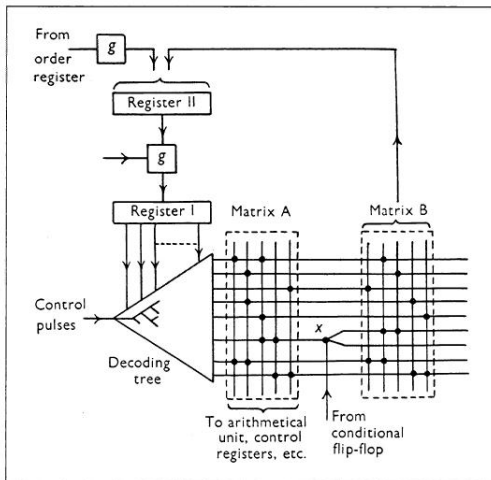 From
order
register
g
Register II
g
Register I
Matrix A
Matrix B
Control
pulses
Decoding
tree
x
To arithmetical
unit, control
registers, etc.
From
conditional
flip-flop